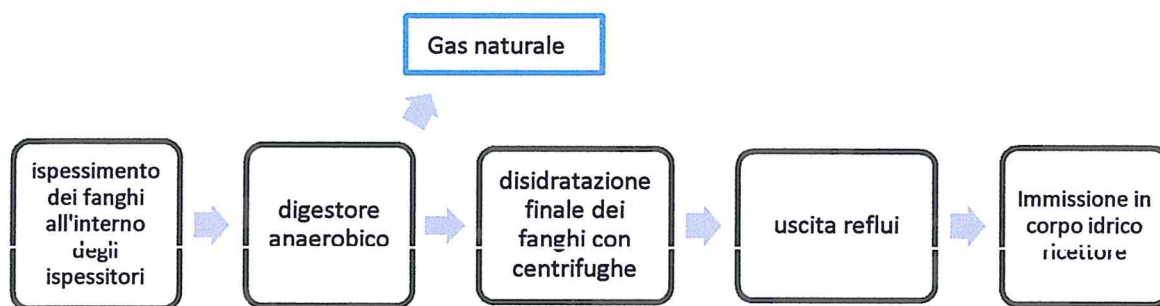 Gas naturale
ispessimento
dei fanghi
all'interno
degli
ispessitori
digestore
anaerobico
disidratazione
finale dei
fanghi con
centrifughe
uscita reflui
Immissione in
corpo idrico
ricettore